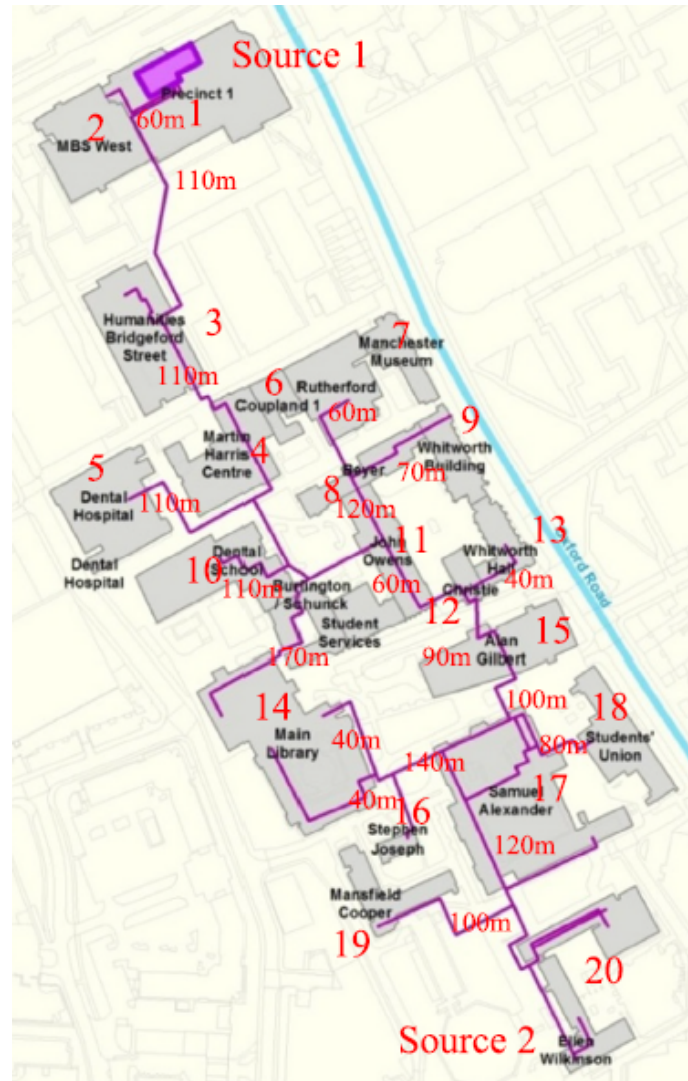 Source 1
Precinct 1
2
60m
1
MBS West
110m
Humanities
Bridgeford
Street
3
7
Manchester
Museum
110m
6
Rutherford
Coupland 1
60m
9
Martin
Harris
Centre
4
Whitworth
Building
5
Beyer
70m
Dental
Hospital
110m
8
120m
11
13
Dental
School
John
Owens
Whitworth
Hall
Dental
Hospital
10
110m
60m
40m
Burlington
/ Schunck
Christie
12
Student
Services
15
170m
90m
Alan
Gilbert
14
100m
18
Main
Library
40m
140m
80m
Students'
Union
40m
16
Samuel
Alexander
17
Stephen
Joseph
120m
Mansfield
Cooper
100m
19
20
Source 2
Ellen
Wilkinson